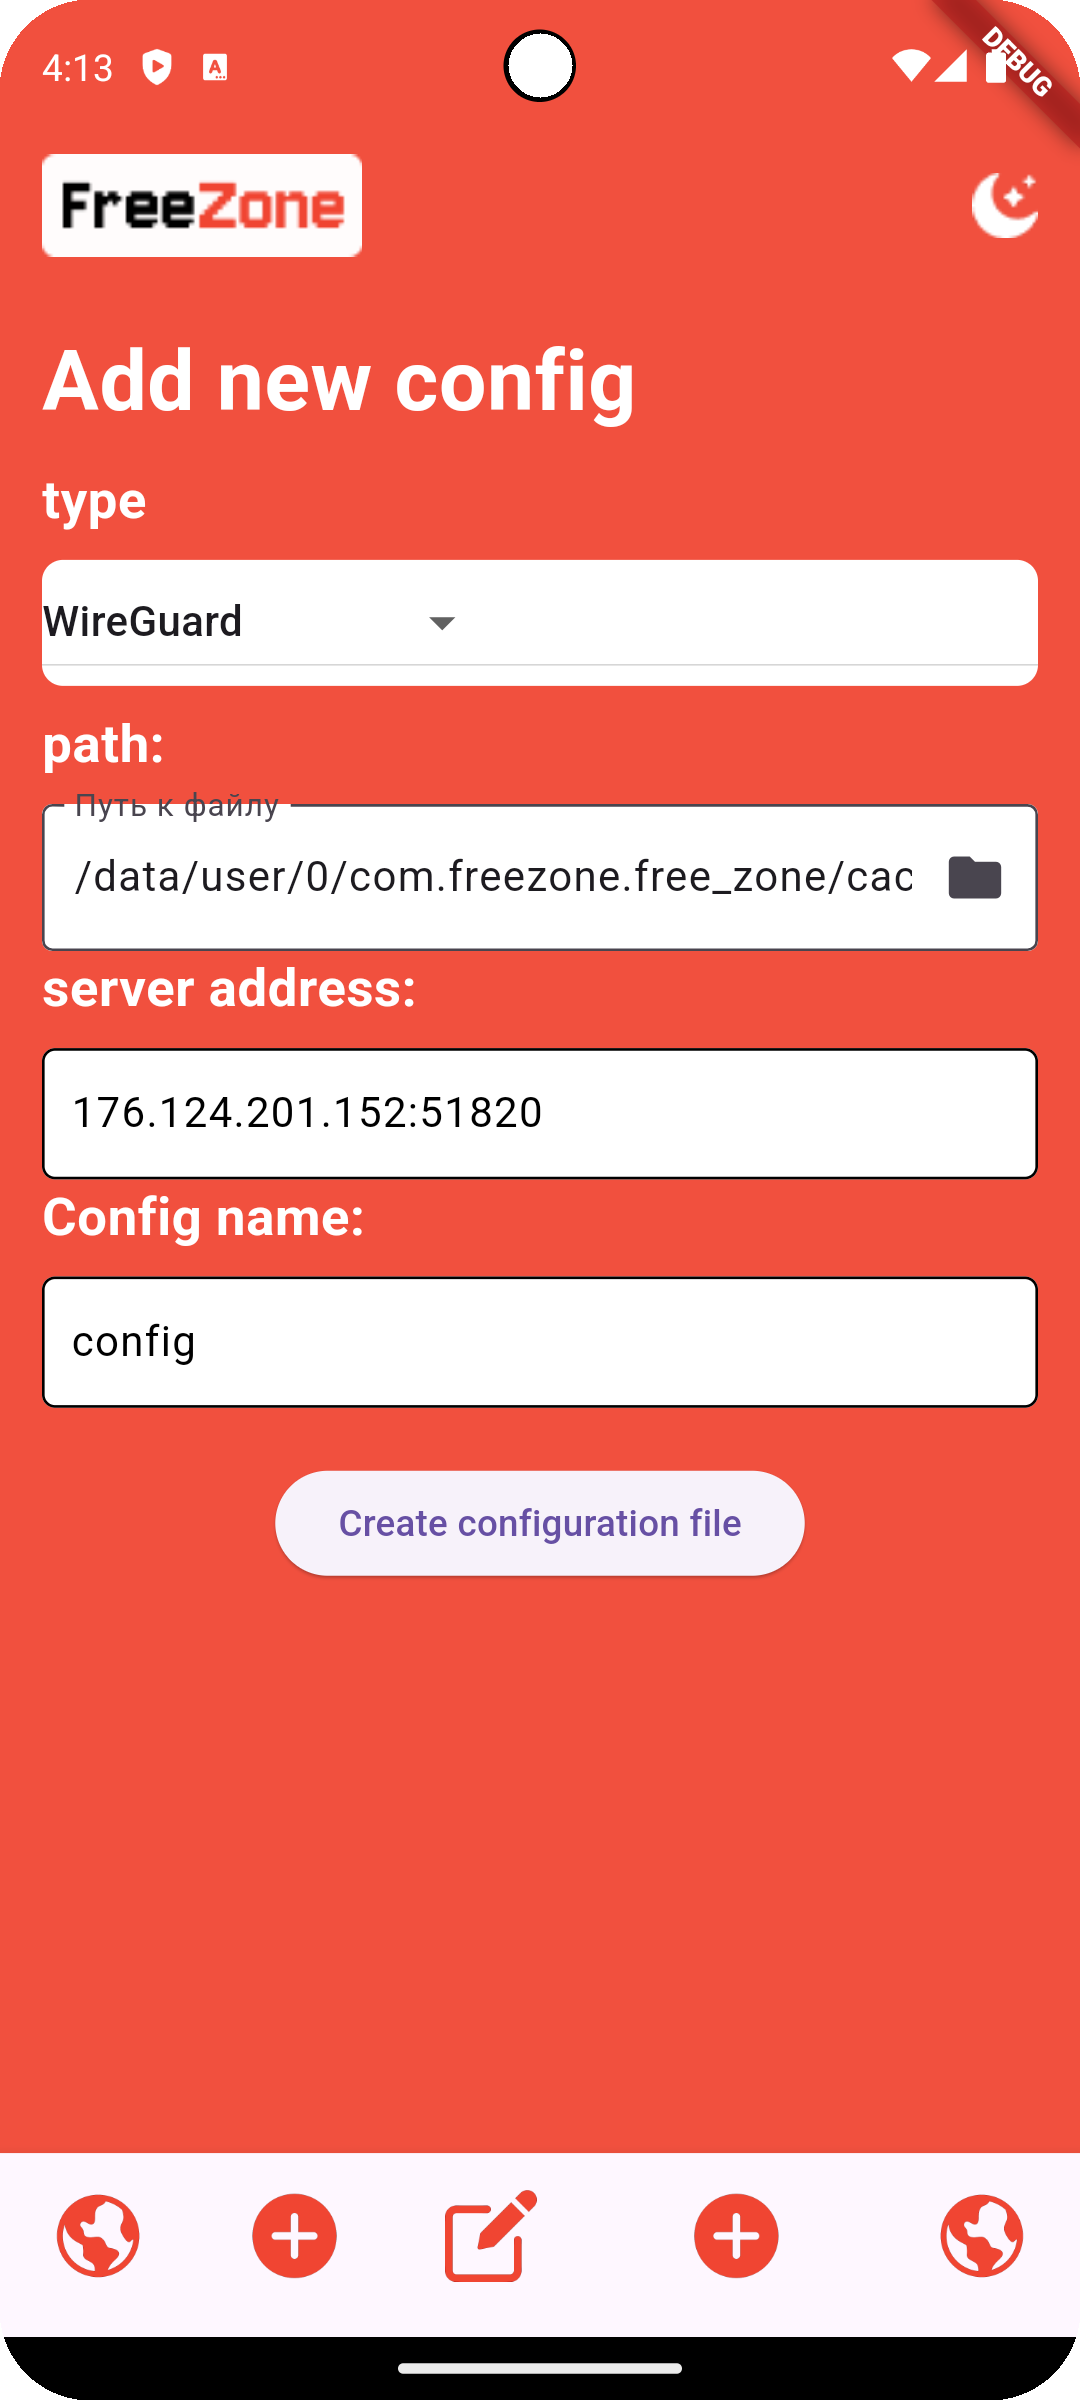 4:13
DEBUG
FreeZone
Add new config
type
WireGuard
path:
Путь к файлу
/data/user/0/com.freezone.free_zone/cac
server address:
176.124.201.152:51820
Config name:
config
Create configuration file